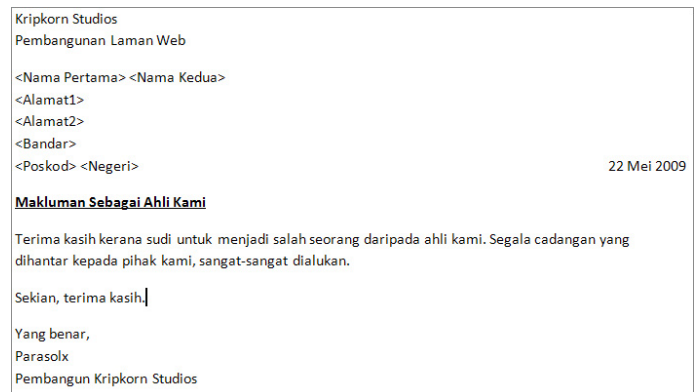 Kripkorn Studios
Pembangunan Laman Web
<Nama Pertama> <Nama Kedua>
<Alamat1>
<Alamat2>
<Bandar>
<Poskod> <Negeri> 22 Mei 2009
Makluman Sebagai Ahli Kami
Terima kasih kerana sudi untuk menjadi salah seorang daripada ahli kami. Segala cadangan yang
dihantar kepada pihak kami, sangat-sangat dialukan.
Sekian, terima kasih.
Yang benar,
Parasolx
Pembangun Kripkorn Studios